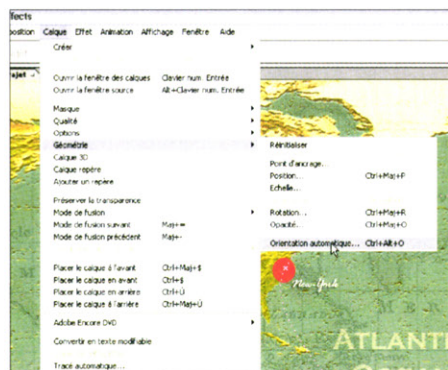 ffects
position Calque Effet Animation Affichage Fenêtre Aide
Créer
Ouvrir la fenêtre des calques Clavier num. Entrée
Ouvrir la fenêtre source Alt+Clavier num. Entrée
Masque
Qualité
Options
Géométrie
Calque 3D
Calque repère
Ajouter un repère
Préserver la transparence
Mode de fusion
Mode de fusion suivant Maj+=
Mode de fusion précédent Maj+-
Placer le calque à l'avant Ctrl+Maj+$
Placer le calque en avant Ctrl+$
Placer le calque en arrière Ctrl+Ù
Placer le calque à l'arrière Ctrl+Maj+Ù
Adobe Encore DVD
Convertir en texte modifiable
Tracé automatique...
Réinitialiser
Point d'ancrage...
Position... Ctrl+Maj+P
Echelle...
Rotation... Ctrl+Maj+R
Opacité... Ctrl+Maj+O
Orientation automatique... Ctrl+Alt+O
New York
ATLANTI